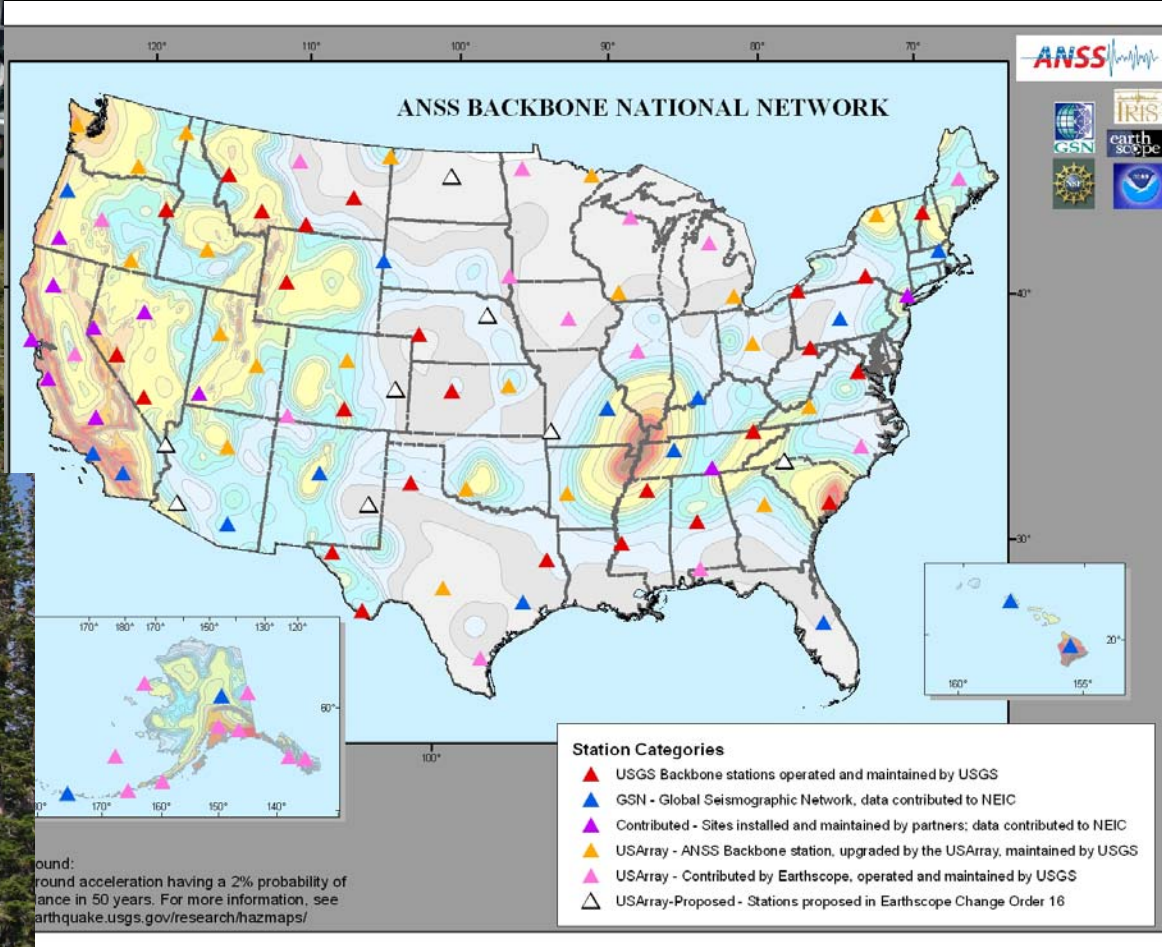 120°
110°
100°
90°
80°
70°
ANSS
ANSS BACKBONE NATIONAL NETWORK
IRIS
GSN
earth
scope
NSF
40°
30°
170° 180° 170° 150° 130° 120°
60°
170° 160° 150° 140°
100°
20°
160° 155°
Station Categories
USGS Backbone stations operated and maintained by USGS
GSN - Global Seismographic Network, data contributed to NEIC
Contributed - Sites installed and maintained by partners; data contributed to NEIC
USArray - ANSS Backbone station, upgraded by the USArray, maintained by USGS
USArray - Contributed by Earthscope, operated and maintained by USGS
USArray-Proposed - Stations proposed in Earthscope Change Order 16
ound:
round acceleration having a 2% probability of
ance in 50 years. For more information, see
arthquake.usgs.gov/research/hazmaps/